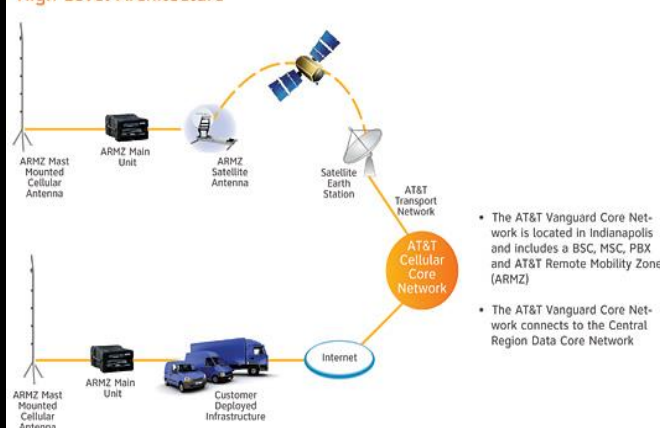 ARMZ Mast
Mounted
Cellular
Antenna
ARMZ Main
Unit
ARMZ
Satellite
Antenna
Satellite
Earth
Station
AT&T
Transport
Network
AT&T
Cellular
Core
Network
• The AT&T Vanguard Core Net-
work is located in Indianapolis
and includes a BSC, MSC, PBX
and AT&T Remote Mobility Zone
(ARMZ)
• The AT&T Vanguard Core Net-
work connects to the Central
Region Data Core Network
Internet
ARMZ Mast
Mounted
Cellular
Antenna
ARMZ Main
Unit
Customer
Deployed
Infrastructure